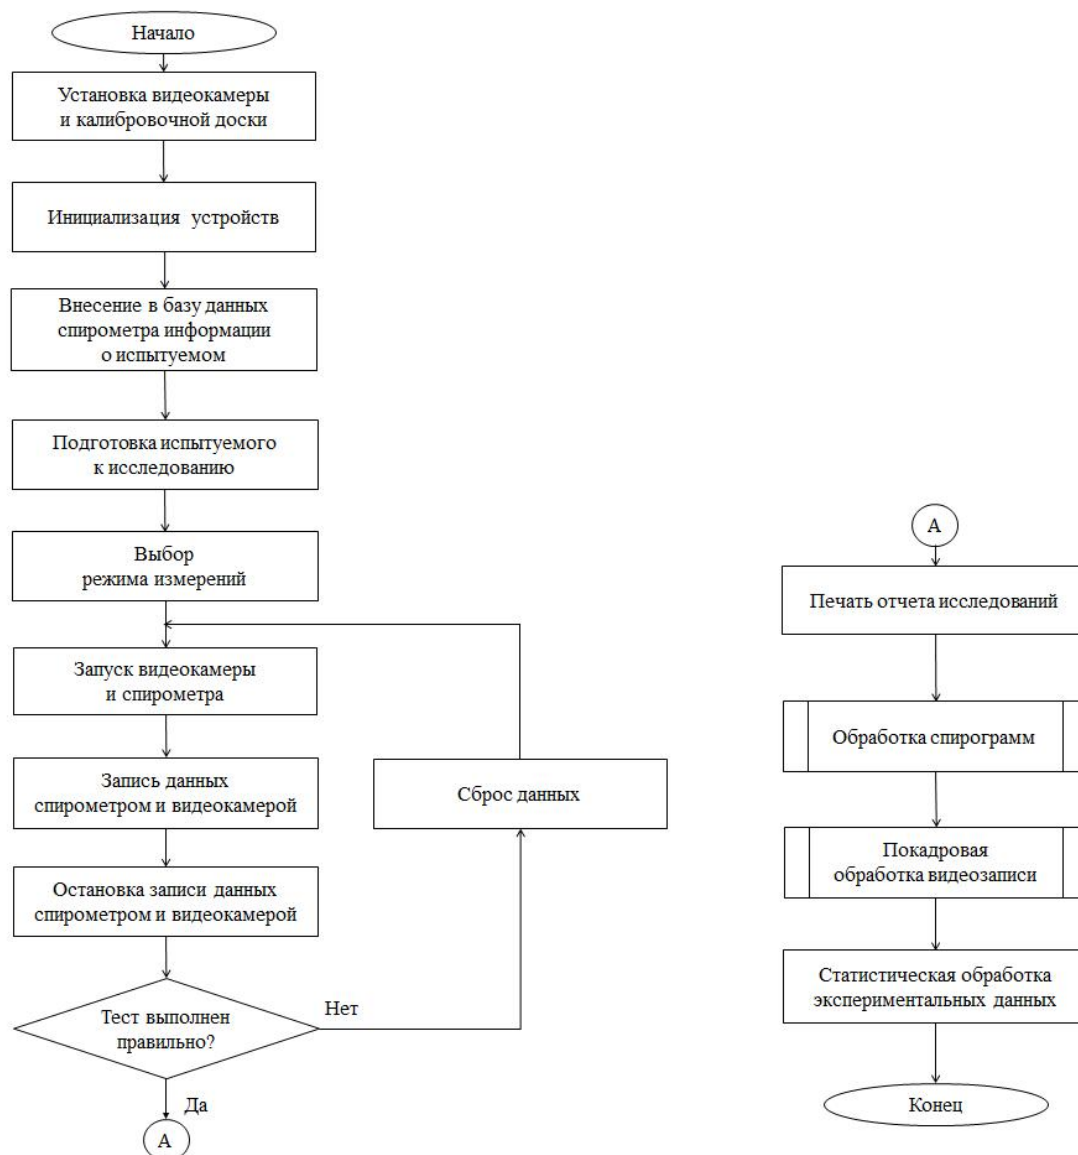 Начало
Установка видеокамеры
и калибровочной доски
Инициализация устройств
Внесение в базу данных
спирометра информации
о испытуемом
Подготовка испытуемого
к исследованию
Выбор
режима измерений
Запуск видеокамеры
и спирометра
Запись данных
спирометром и видеокамерой
Сброс данных
Остановка записи данных
спирометром и видеокамерой
Тест выполнен
правильно?
Нет
Да
А
А
Печать отчета исследований
Обработка спирограмм
Покадровая
обработка видеозаписи
Статистическая обработка
экспериментальных данных
Конец